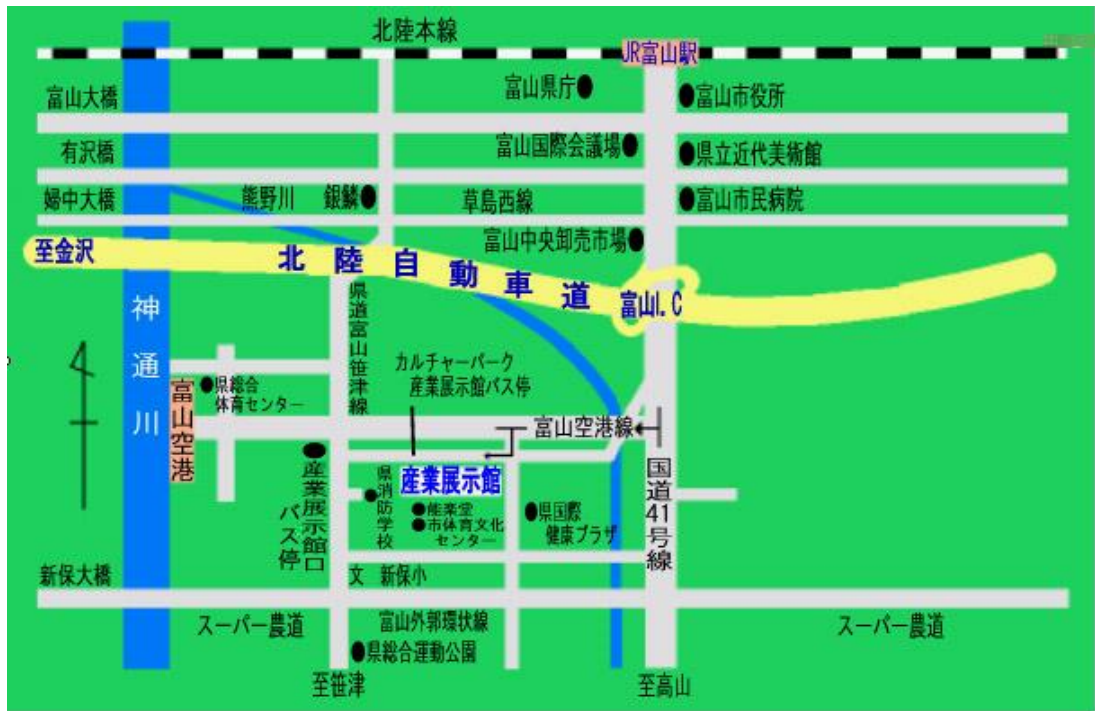 北陸本線
JR富山駅
富山県庁
富山大橋
富山市役所
有沢橋
富山国際会議場
県立近代美術館
婦中大橋
熊野川
銀鱗
草島西線
富山市民病院
至金沢
富山中央卸売市場
北陸自動車道
富山I.C
神通川
県道富山笹津線
カルチャーパーク
産業展示館バス停
県総合
体育センター
富山空港
富山空港線
産業展示館口
バス停
県消防学校
産業展示館
能楽堂
市体育文化
センター
県国際
健康プラザ
国道41号線
新保大橋
文 新保小
スーパー農道
富山外郭環状線
スーパー農道
県総合運動公園
至笹津
至高山